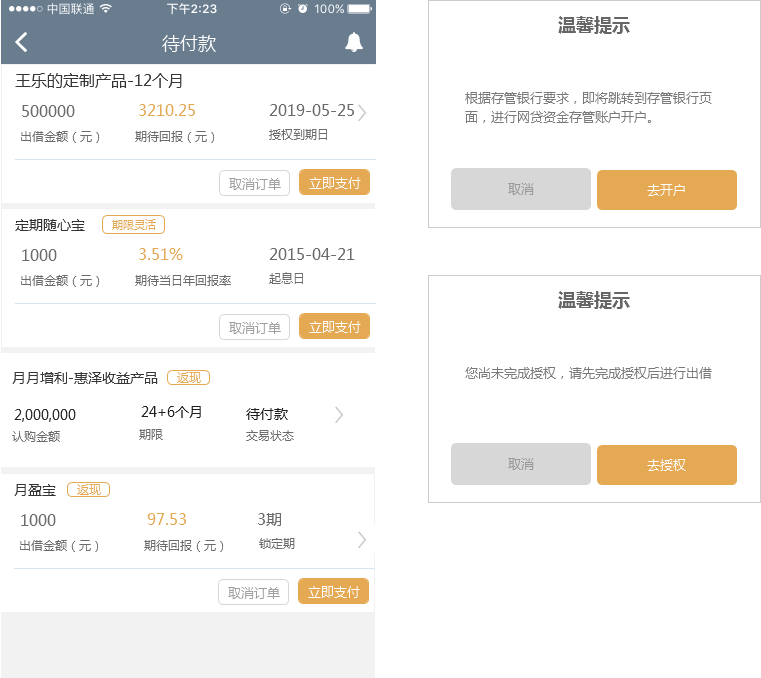 中国联通 下午2:23 100%
待付款
王乐的定制产品-12个月
500000 3210.25 2019-05-25
出借金额（元） 期待回报（元） 授权到期日
取消订单 立即支付
定期随心宝 期限灵活
1000 3.51% 2015-04-21
出借金额（元） 期待当日年回报率 起息日
取消订单 立即支付
月月增利-惠泽收益产品 返现
2,000,000 24+6个月 待付款
认购金额 期限 交易状态
月盈宝 返现
1000 97.53 3期
出借金额（元） 期待回报（元） 锁定期
取消订单 立即支付
温馨提示
根据存管银行要求，即将跳转到存管银行页
面，进行网贷资金存管账户开户。
取消 去开户
温馨提示
您尚未完成授权，请先完成授权后进行出借
取消 去授权